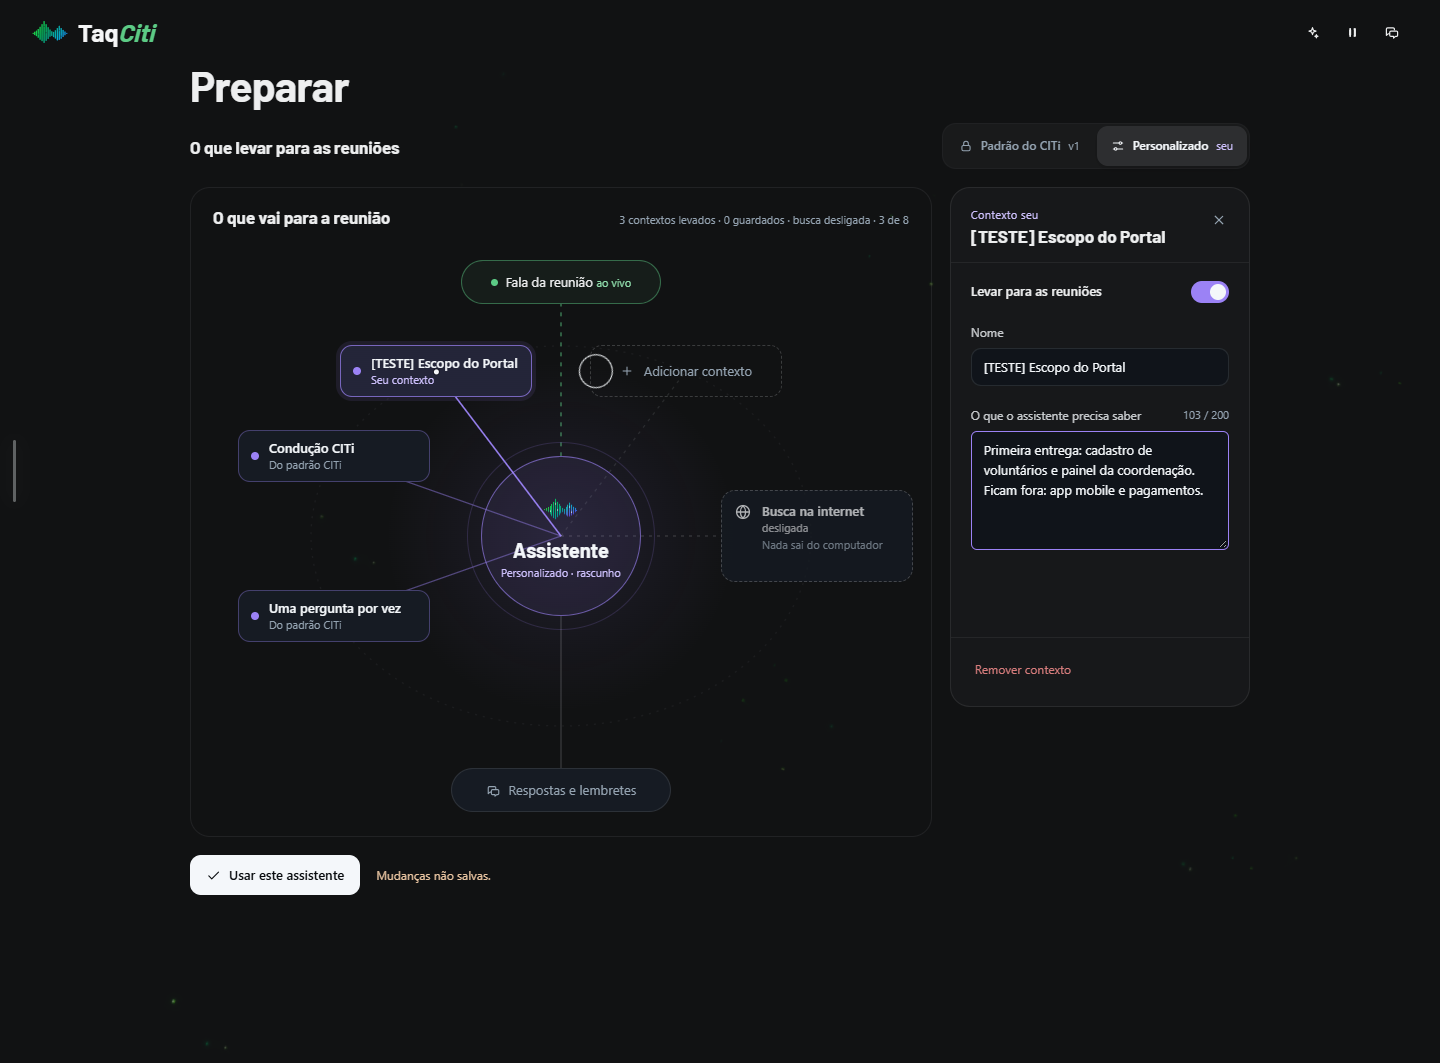 TaqCiti
Preparar
O que levar para as reuniões
Padrão do CITi v1
Personalizado seu
O que vai para a reunião
3 contextos levados · 0 guardados · busca desligada · 3 de 8
Fala da reunião ao vivo
[TESTE] Escopo do Portal
Seu contexto
+ Adicionar contexto
Condução CITi
Do padrão CITi
Busca na internet
desligada
Nada sai do computador
Assistente
Personalizado · rascunho
Uma pergunta por vez
Do padrão CITi
Respostas e lembretes
Contexto seu
[TESTE] Escopo do Portal
Levar para as reuniões
Nome
[TESTE] Escopo do Portal
O que o assistente precisa saber
103 / 200
Primeira entrega: cadastro de
voluntários e painel da coordenação.
Ficam fora: app mobile e pagamentos.
Remover contexto
Usar este assistente
Mudanças não salvas.